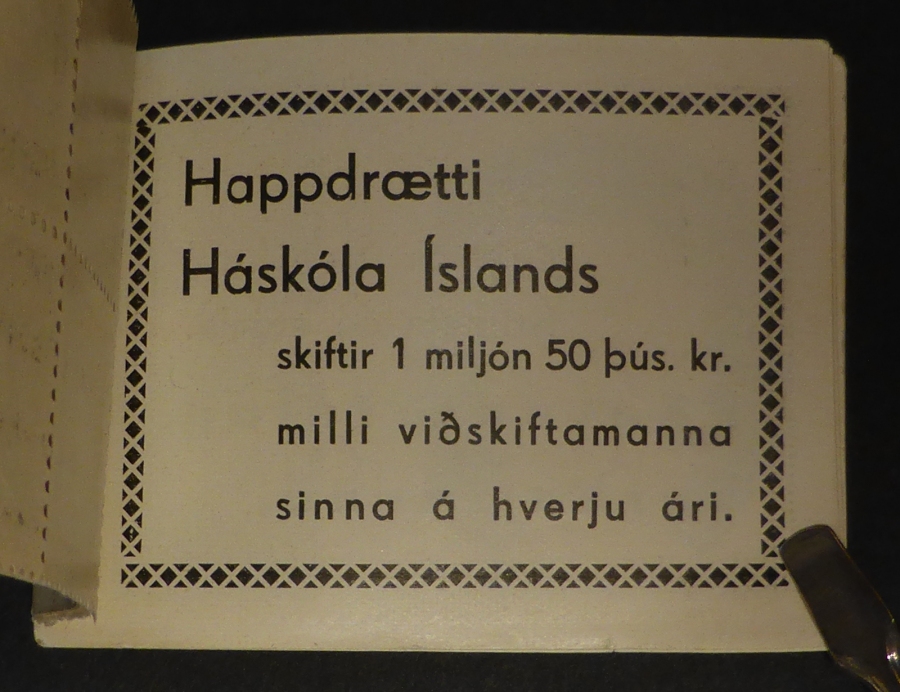 Happdrætti
Háskóla Íslands
skiftir 1 miljón 50 þús. kr.
milli viðskiftamanna
sinna á hverju ári.